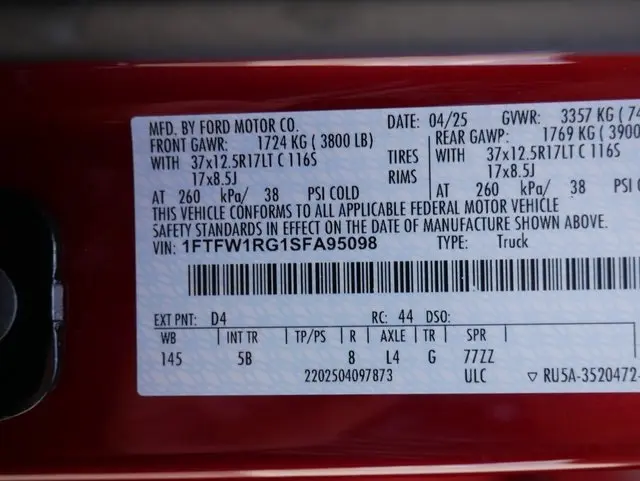 MFD. BY FORD MOTOR CO. DATE: 04/25 GVWR: 3357 KG ( 74
FRONT GAWR: 1724 KG ( 3800 LB) REAR GAWP: 1769 KG ( 3900
WITH 37x12.5R17LT C 116S TIRES WITH 37x12.5R17LT C 116S
17x8.5J RIMS 17x8.5J
AT 260 kPa/ 38 PSI COLD AT 260 kPa/ 38 PSI C
THIS VEHICLE CONFORMS TO ALL APPLICABLE FEDERAL MOTOR VEHICLE
SAFETY STANDARDS IN EFFECT ON THE DATE OF MANUFACTURE SHOWN ABOVE.
VIN: 1FTFW1RG1SFA95098 TYPE: Truck
EXT PNT: D4 RC: 44 DSO:
WB INT TR TP/PS R AXLE TR SPR
145 5B 8 L4 G 77ZZ
2202504097873 ULC ▽ RU5A-3520472-